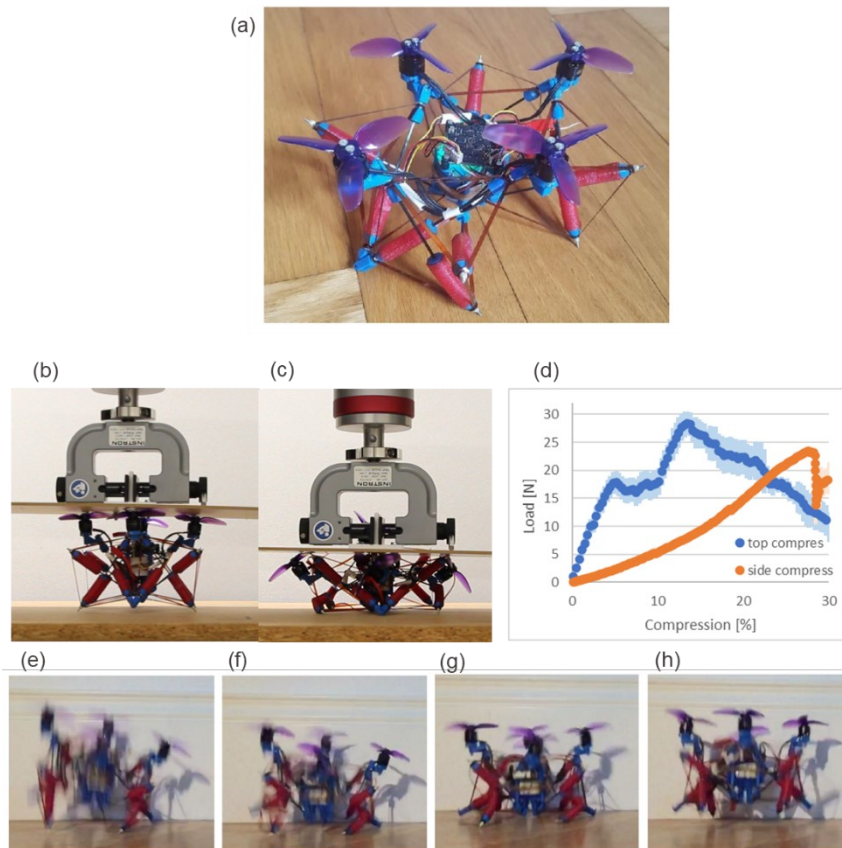 (a)
(b)
(c)
(d)
INSTRON
INSTRON
Load [N]
30
25
20
15
10
5
0
top compres
side compress
0
10
20
30
Compression [%]
(e)
(f)
(g)
(h)